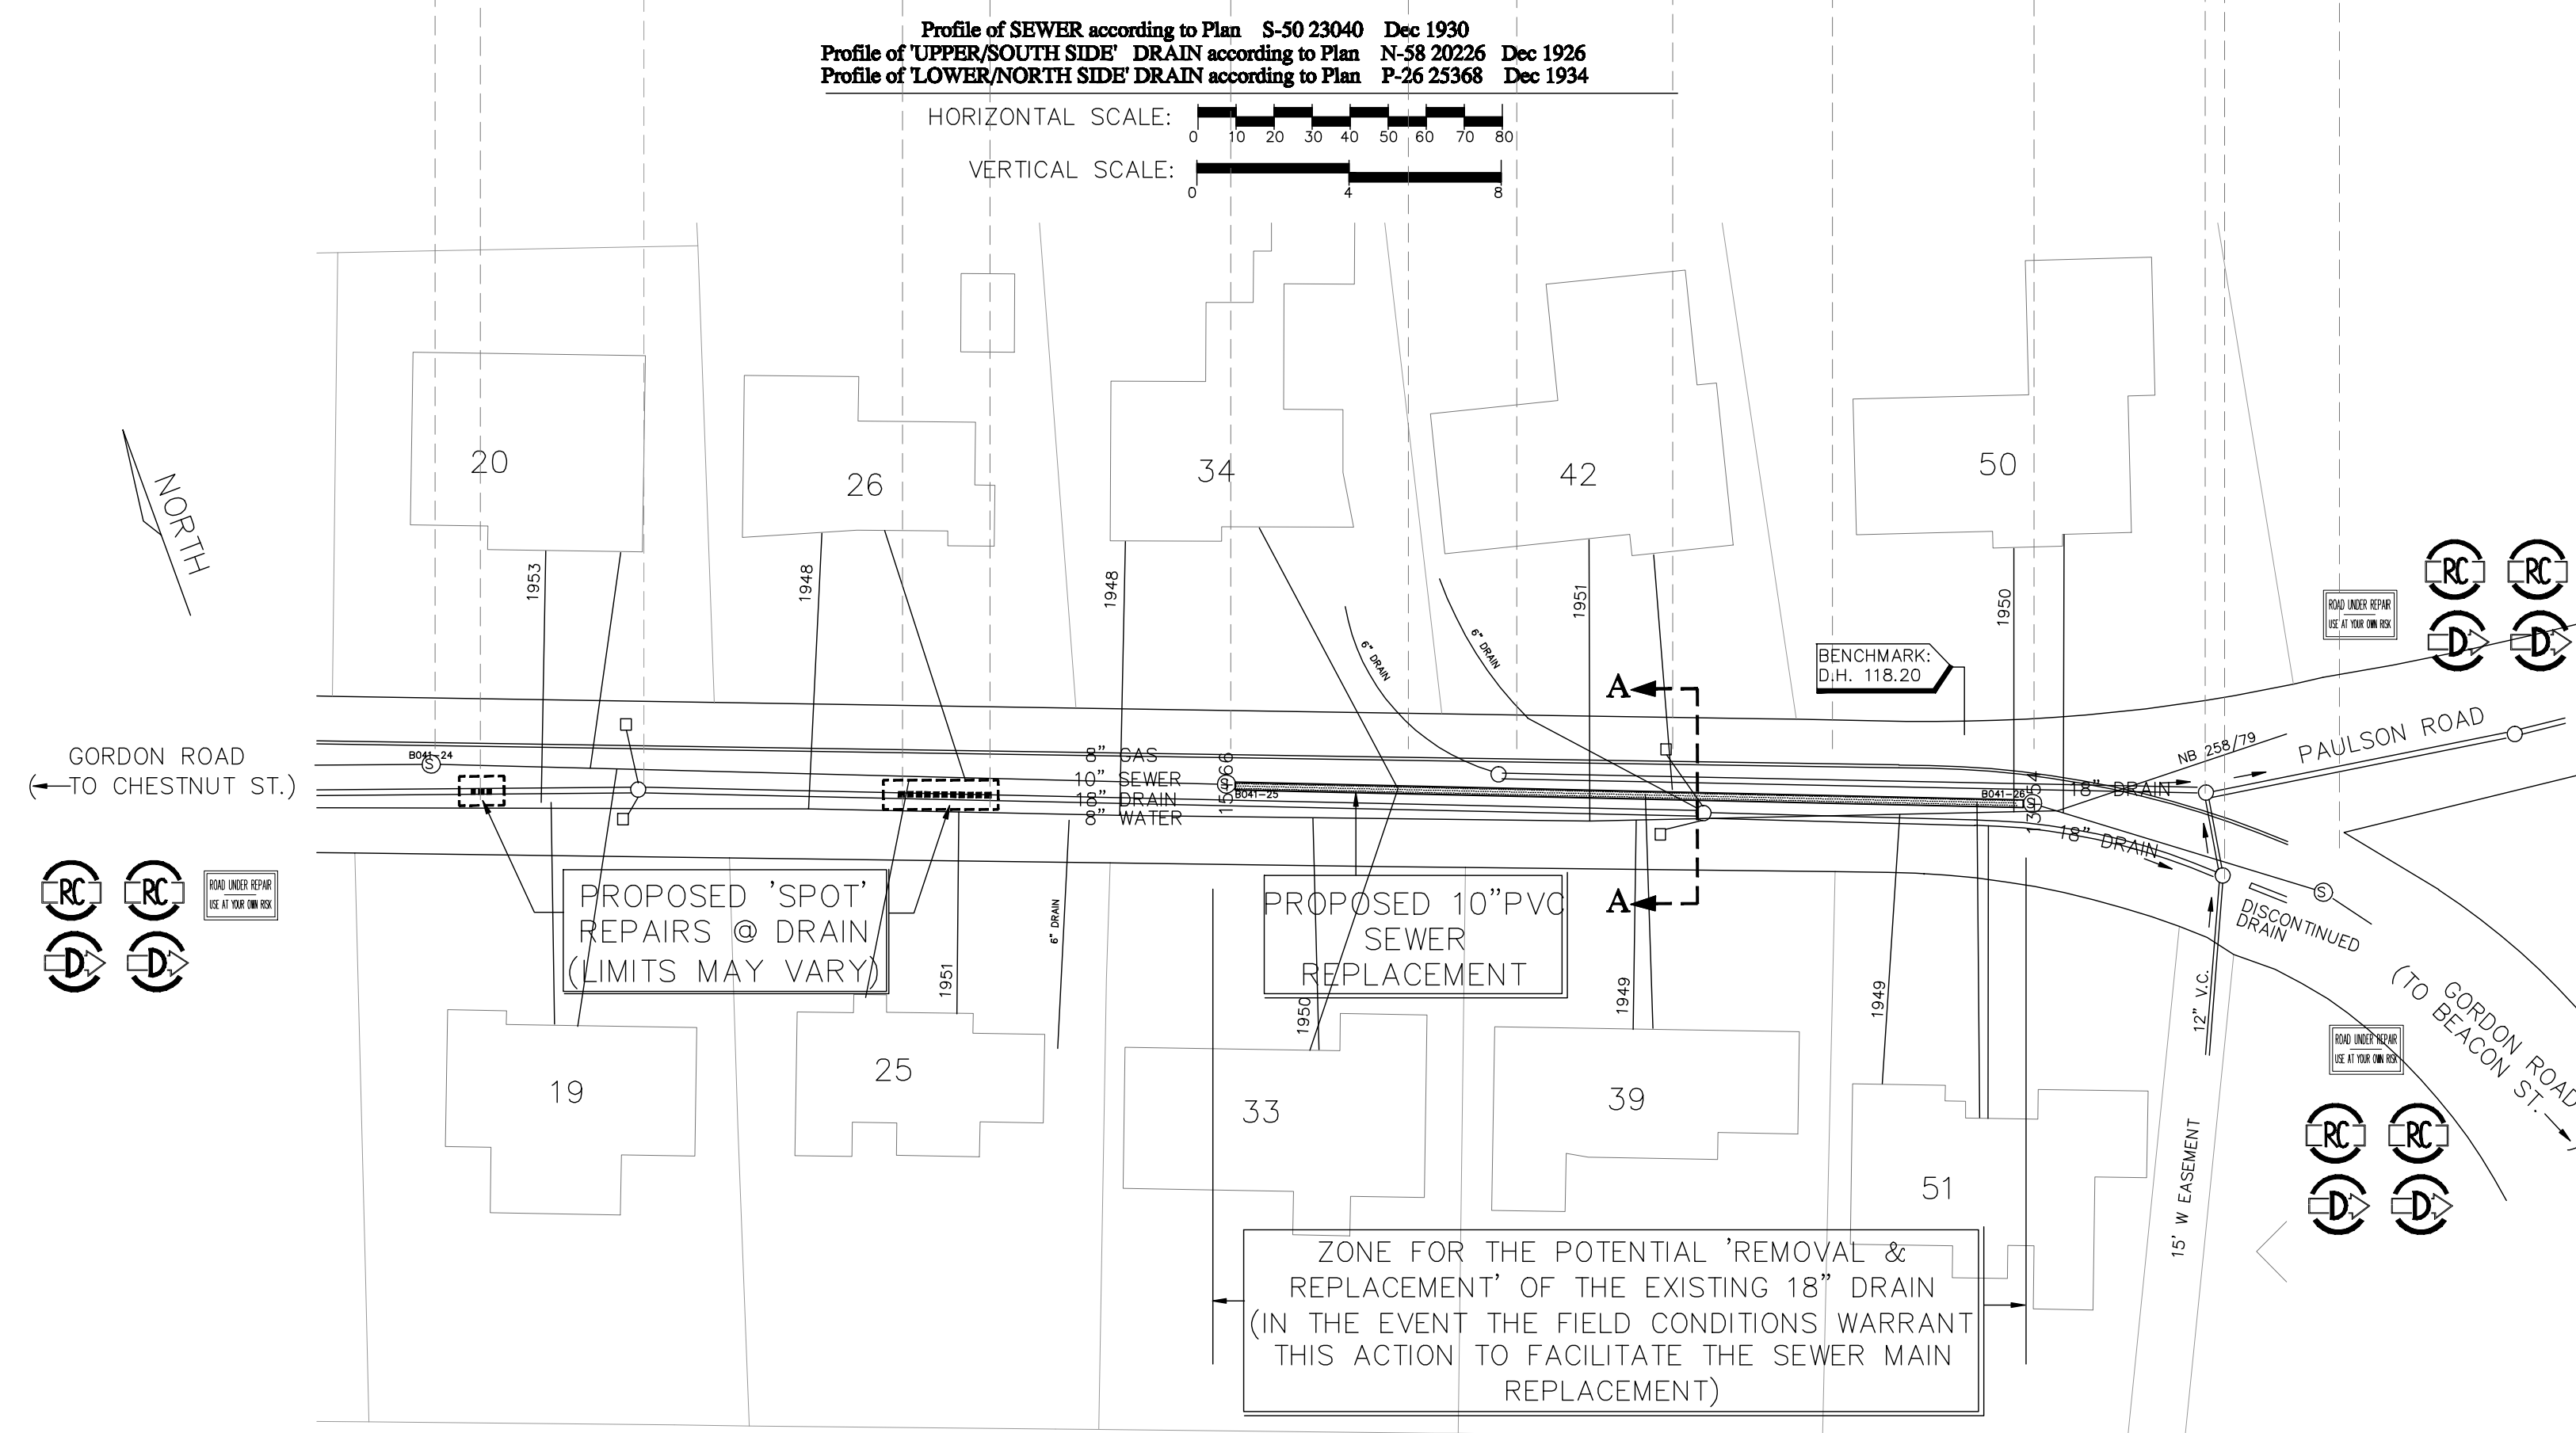 Profile of SEWER according to Plan S-50 23040 Dec 1930
Profile of 'UPPER/SOUTH SIDE' DRAIN according to Plan N-58 20226 Dec 1926
Profile of 'LOWER/NORTH SIDE' DRAIN according to Plan P-26 25368 Dec 1934
HORIZONTAL SCALE:
0 10 20 30 40 50 60 70 80
VERTICAL SCALE:
0 4 8
20
26
34
42
50
NORTH
1953
1948
1948
1951
1950
6" DRAIN
6" DRAIN
BENCHMARK:
D.H. 118.20
A
A
ROAD UNDER REPAIR
USE AT YOUR OWN RISK
RC
RC
D
D
GORDON ROAD
(TO CHESTNUT ST.)
B041-24
S
8" GAS
10" SEWER
18" DRAIN
8" WATER
B041-25
B041-26
S
18" DRAIN
18" DRAIN
NB 258/79
PAULSON ROAD
RC
RC
D
D
ROAD UNDER REPAIR
USE AT YOUR OWN RISK
PROPOSED 'SPOT'
REPAIRS @ DRAIN
(LIMITS MAY VARY)
1951
6" DRAIN
PROPOSED 10"PVC
SEWER
REPLACEMENT
1950
1949
1949
S
DISCONTINUED
DRAIN
12" V.C.
GORDON ROAD
(TO BEACON ST. )
ROAD UNDER REPAIR
USE AT YOUR OWN RISK
RC
RC
D
D
19
25
33
39
51
15' W EASEMENT
ZONE FOR THE POTENTIAL 'REMOVAL &
REPLACEMENT' OF THE EXISTING 18" DRAIN
(IN THE EVENT THE FIELD CONDITIONS WARRANT
THIS ACTION TO FACILITATE THE SEWER MAIN
REPLACEMENT)